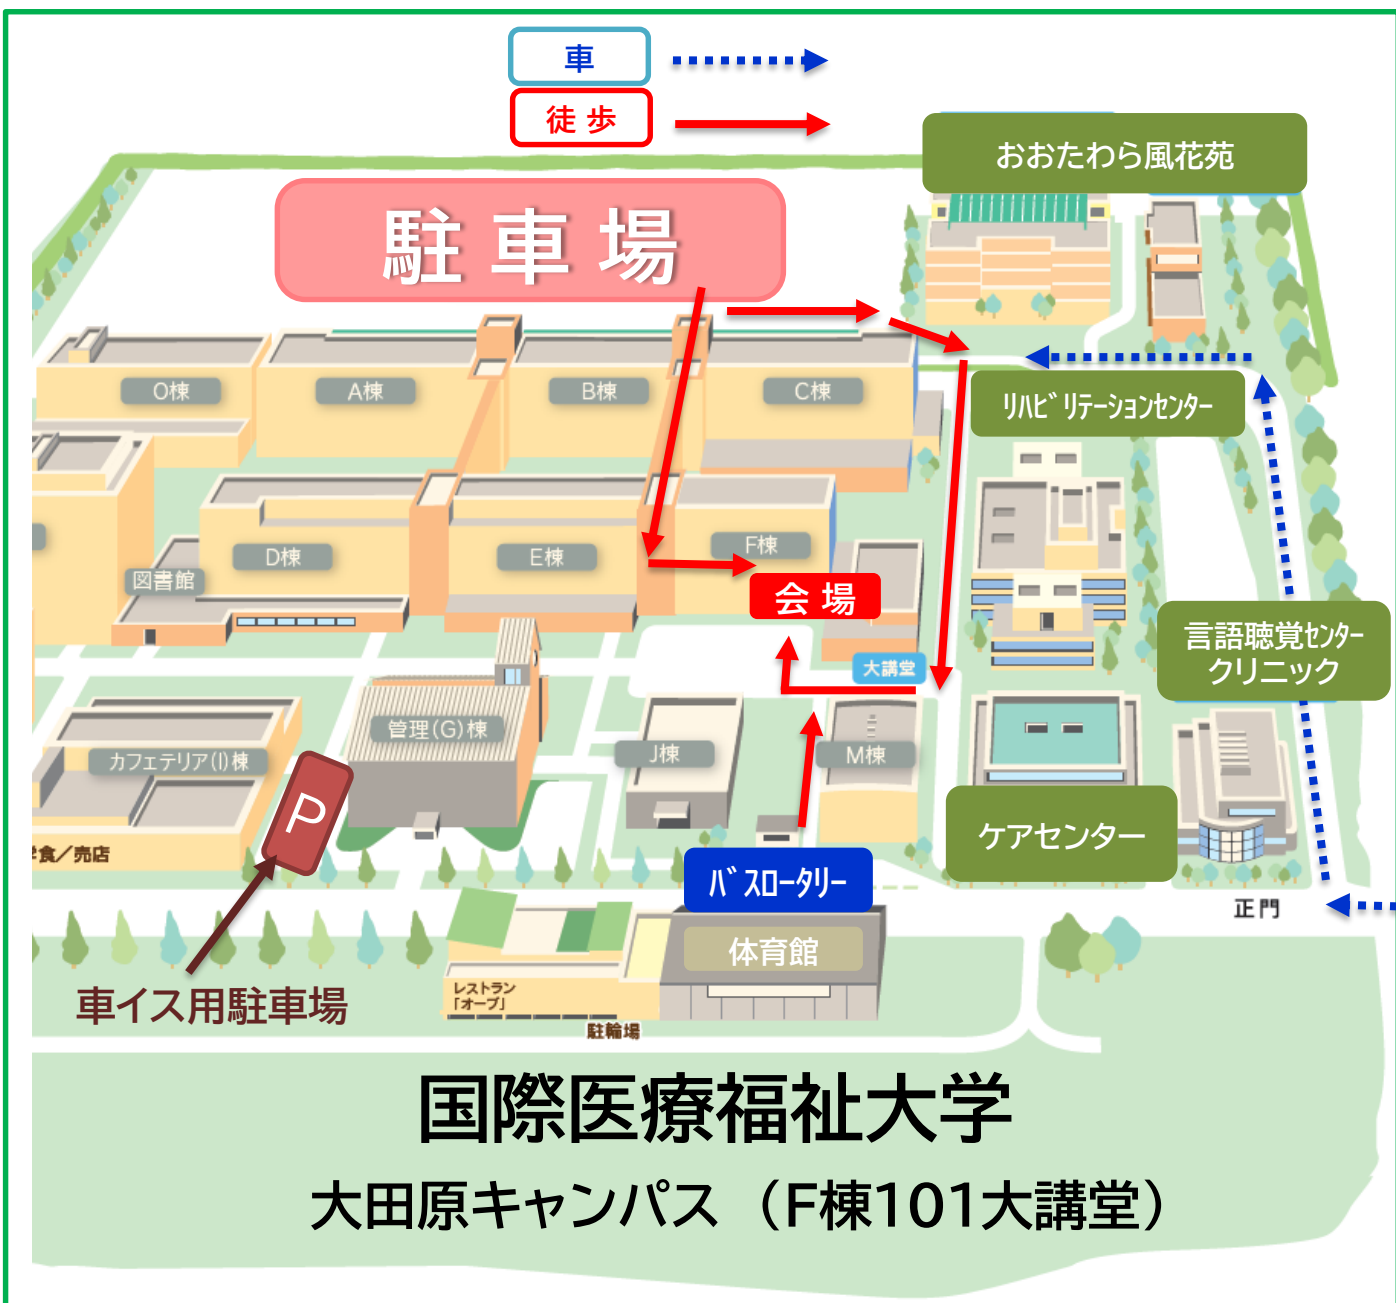 車
徒 歩
おおたわら風花苑
駐 車 場
O棟
A棟
B棟
C棟
リハビリテーションセンター
D棟
E棟
F棟
図書館
会 場
言語聴覚センター
クリニック
大講堂
管理(G)棟
J棟
M棟
カフェテリア(I)棟
P
ケアセンター
食／売店
バスロータリー
正門
体育館
レストラン
「オーブ」
車イス用駐車場
駐輪場
国際医療福祉大学
大田原キャンパス（F棟101大講堂）